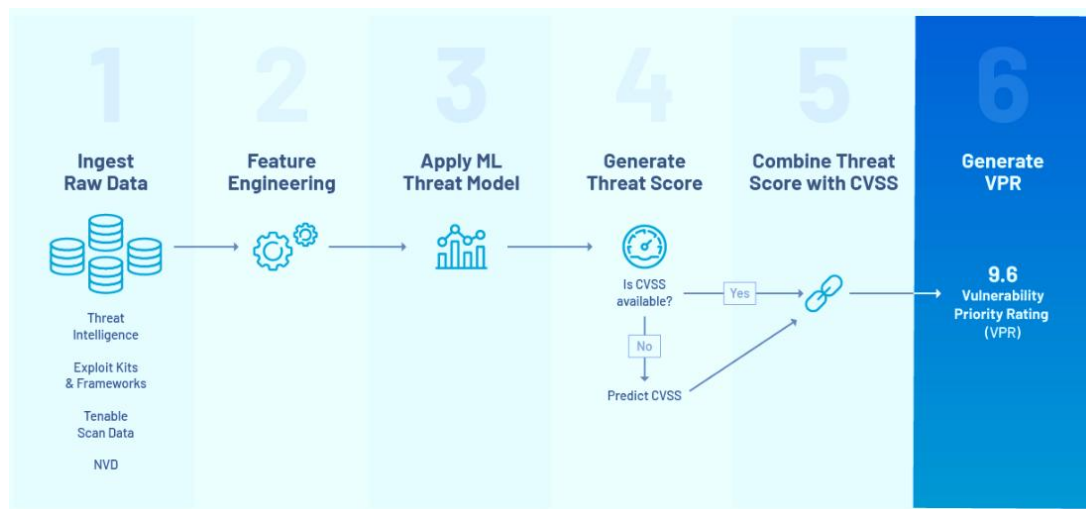 1
Ingest
Raw Data
Threat
Intelligence
Exploit Kits
& Frameworks
Tenable
Scan Data
NVD
2
Feature
Engineering
3
Apply ML
Threat Model
4
Generate
Threat Score
Is CVSS
available?
Yes
No
Predict CVSS
5
Combine Threat
Score with CVSS
6
Generate
VPR
9.6
Vulnerability
Priority Rating
(VPR)